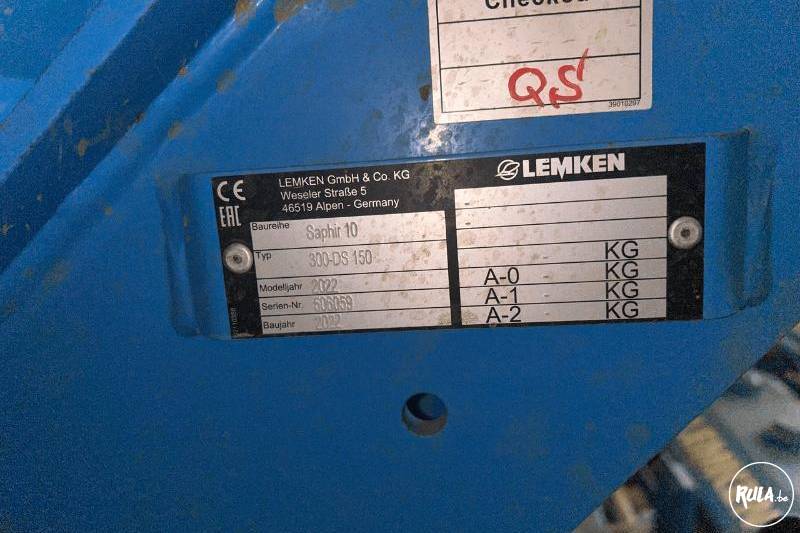 Checked
QS
39010297
CE
EAC
LEMKEN GmbH & Co. KG
Weseler Straße 5
46519 Alpen - Germany
LEMKEN
Baureihe Saphir 10
Typ 300-DS 150
Modelljahr 2022
Serien-Nr. 606059
Baujahr 2022
-
-
- KG
A-0 - KG
A-1 - KG
A-2 - KG
RULA.be